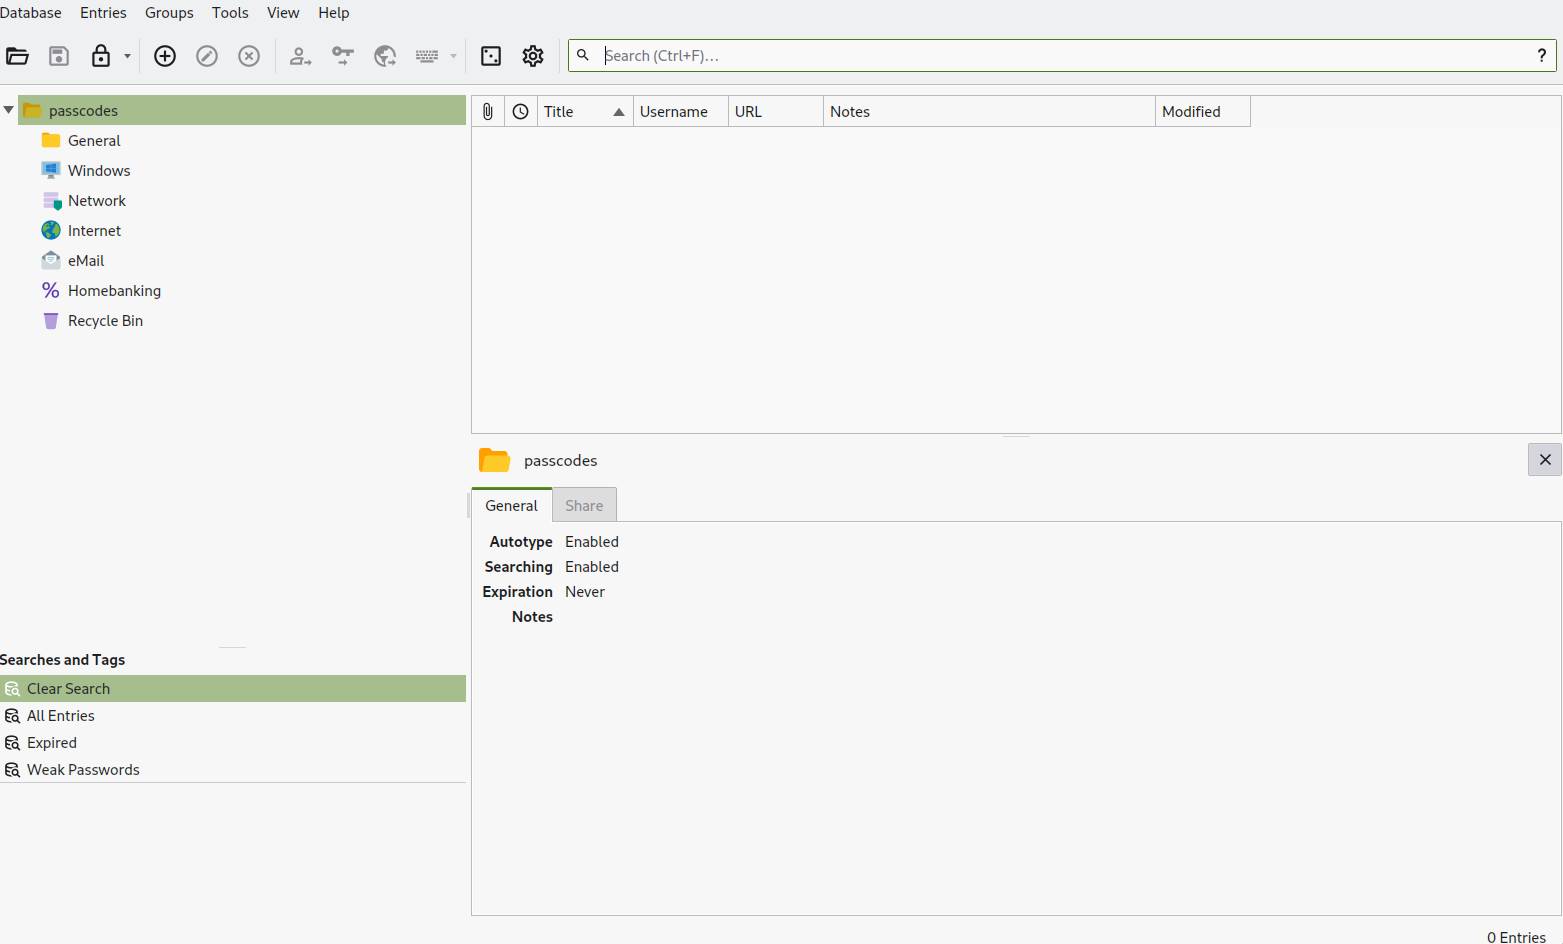 Database Entries Groups Tools View Help
Search (Ctrl+F)... ?
passcodes
General
Windows
Network
Internet
eMail
Homebanking
Recycle Bin
Searches and Tags
Clear Search
All Entries
Expired
Weak Passwords
Title Username URL Notes Modified
passcodes
General Share
Autotype Enabled
Searching Enabled
Expiration Never
Notes
0 Entries